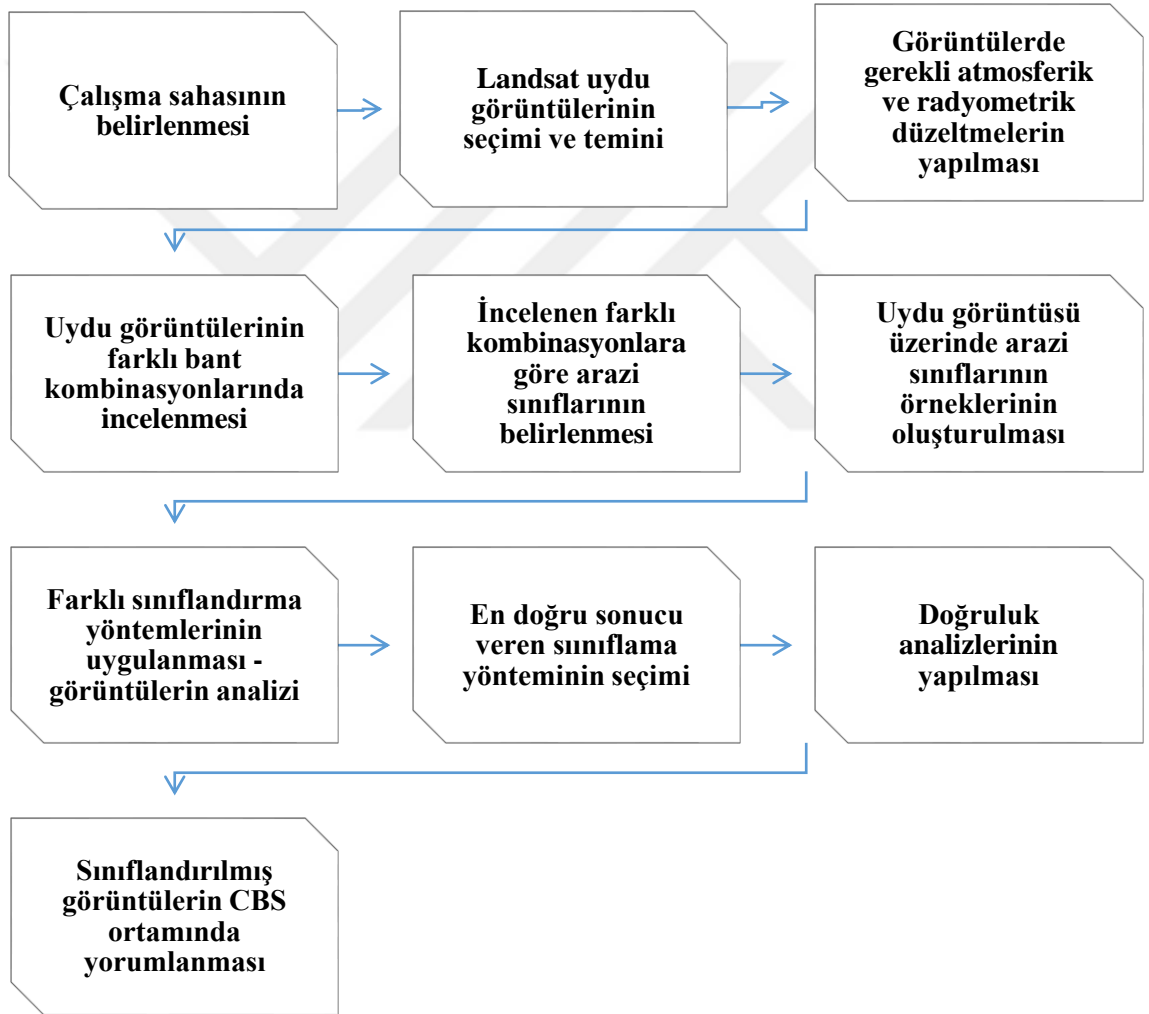 Çalışma sahasının
belirlenmesi
Landsat uydu
görüntülerinin
seçimi ve temini
Görüntülerde
gerekli atmosferik
ve radyometrik
düzeltmelerin
yapılması
Uydu görüntülerinin
farklı bant
kombinasyonlarında
incelenmesi
İncelenen farklı
kombinasyonlara
göre arazi
sınıflarının
belirlenmesi
Uydu görüntüsü
üzerinde arazi
sınıflarının
örneklerinin
oluşturulması
Farklı sınıflandırma
yöntemlerinin
uygulanması -
görüntülerin analizi
En doğru sonucu
veren sıınıflama
yönteminin seçimi
Doğruluk
analizlerinin
yapılması
Sınıflandırılmış
görüntülerin CBS
ortamında
yorumlanması